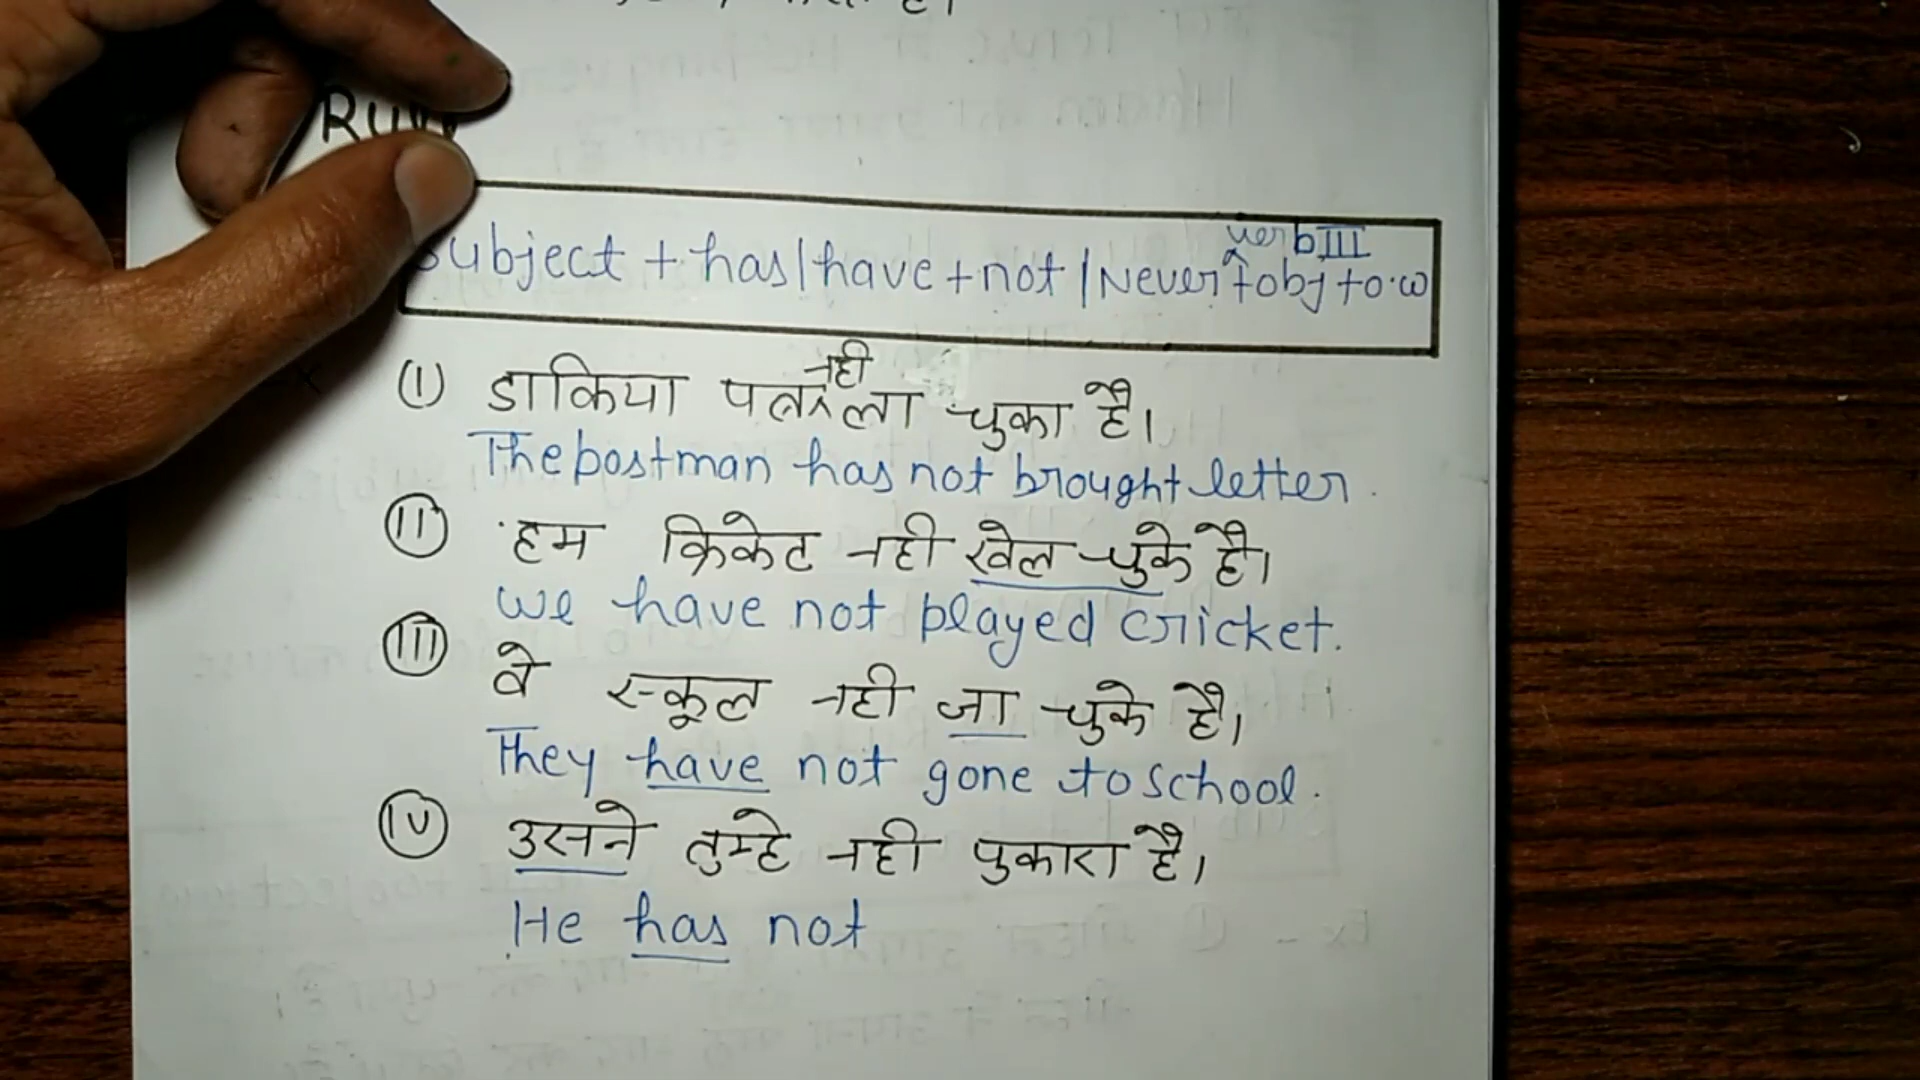 है।
subject + has/have + not / Never + obj + o.w
verb III
(I) डाकिया पत्र नही ला चुका है।
The postman has not brought letter.
(II) हम क्रिकेट नही खेल चुके है।
We have not played cricket.
(III) वे स्कूल नही जा चुके है।
They have not gone to school.
(IV) उसने तुम्हे नही पुकारा है।
He has not